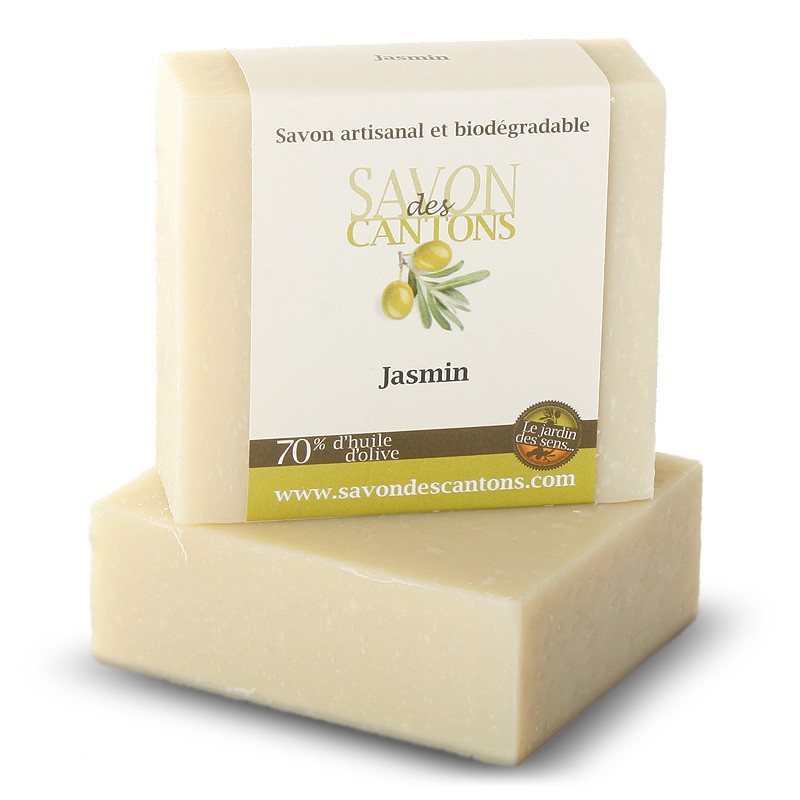 Jasmin
Savon artisanal et biodégradable
SAVON
des
CANTONS
Jasmin
70% d'huile
d'olive
Le jardin
des sens...
www.savondescantons.com